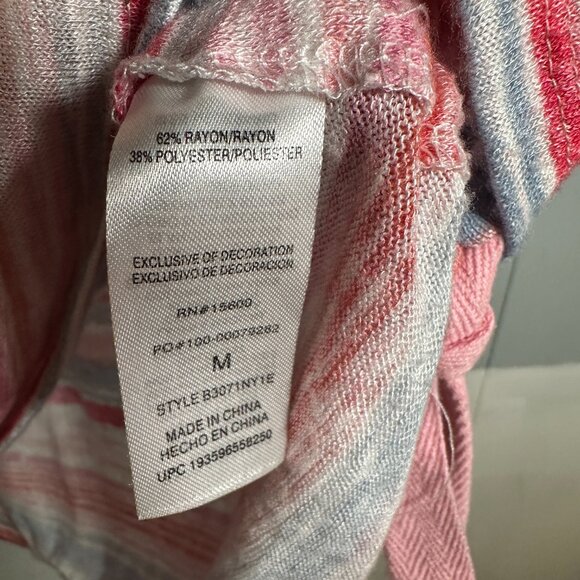 62% RAYON/RAYON
38% POLYESTER/POLIESTER
EXCLUSIVE OF DECORATION
EXCLUSIVO DE DECORACION
RN#15600
PO#100-00079282
M
STYLE B3071NY1E
MADE IN CHINA
HECHO EN CHINA
UPC 193596558250